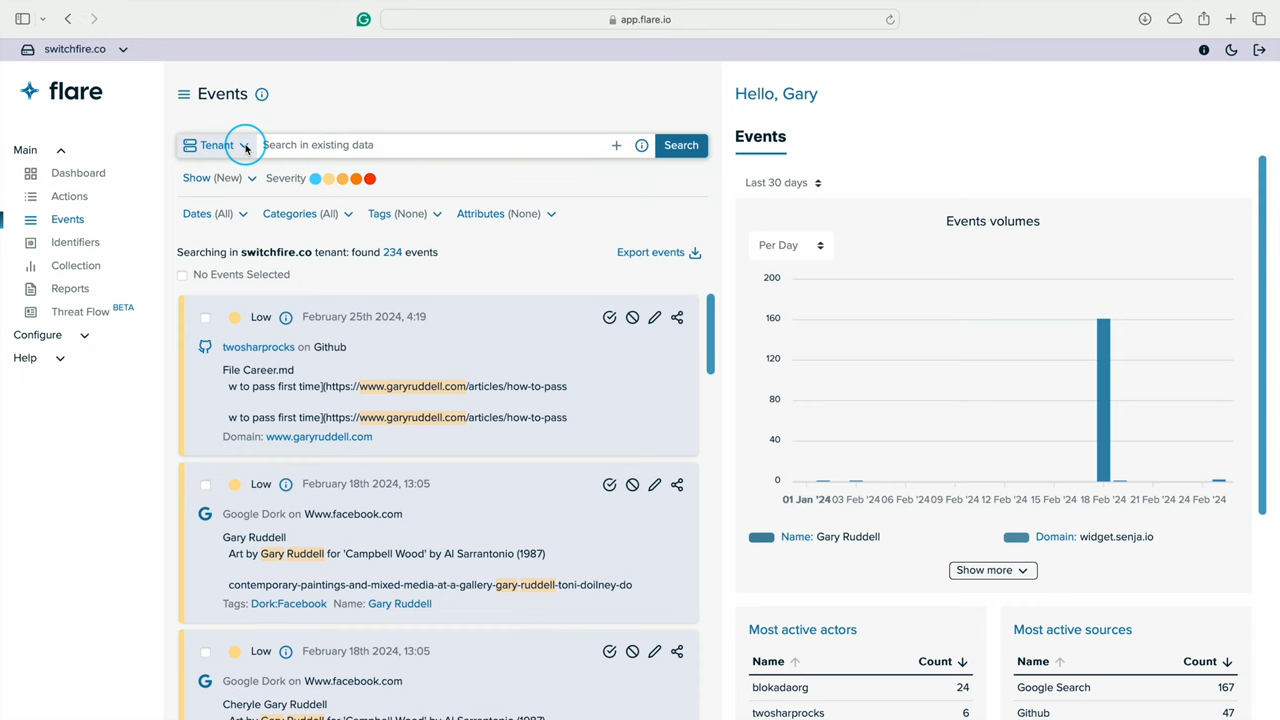 app.flare.io
switchfire.co
flare
Main
Dashboard
Actions
Events
Identifiers
Collection
Reports
Threat Flow BETA
Configure
Help
Events
Tenant
Search in existing data
Search
Show (New)
Severity
Dates (All)
Categories (All)
Tags (None)
Attributes (None)
Searching in switchfire.co tenant: found 234 events
Export events
No Events Selected
Low
February 25th 2024, 4:19
twosharprocks on Github
File Career.md
w to pass first time](https://www.garyruddell.com/articles/how-to-pass
w to pass first time](https://www.garyruddell.com/articles/how-to-pass
Domain: www.garyruddell.com
Low
February 18th 2024, 13:05
Google Dork on Www.facebook.com
Gary Ruddell
Art by Gary Ruddell for 'Campbell Wood' by Al Sarrantonio (1987)
contemporary-paintings-and-mixed-media-at-a-gallery-gary-ruddell-toni-doilney-do
Tags: Dork:Facebook Name: Gary Ruddell
Low
February 18th 2024, 13:05
Google Dork on Www.facebook.com
Cheryle Gary Ruddell
Art by Gary Ruddell for 'Campbell Wood' by Al Sarrantonio (1987)
Hello, Gary
Events
Last 30 days
Events volumes
Per Day
200
160
120
80
40
0
01 Jan '24 03 Feb '24 06 Feb '24 09 Feb '24 12 Feb '24 15 Feb '24 18 Feb '24 21 Feb '24 24 Feb '24
Name: Gary Ruddell
Domain: widget.senja.io
Show more
Most active actors
Name
Count
blokadaorg 24
twosharprocks 6
Most active sources
Name
Count
Google Search 167
Github 47